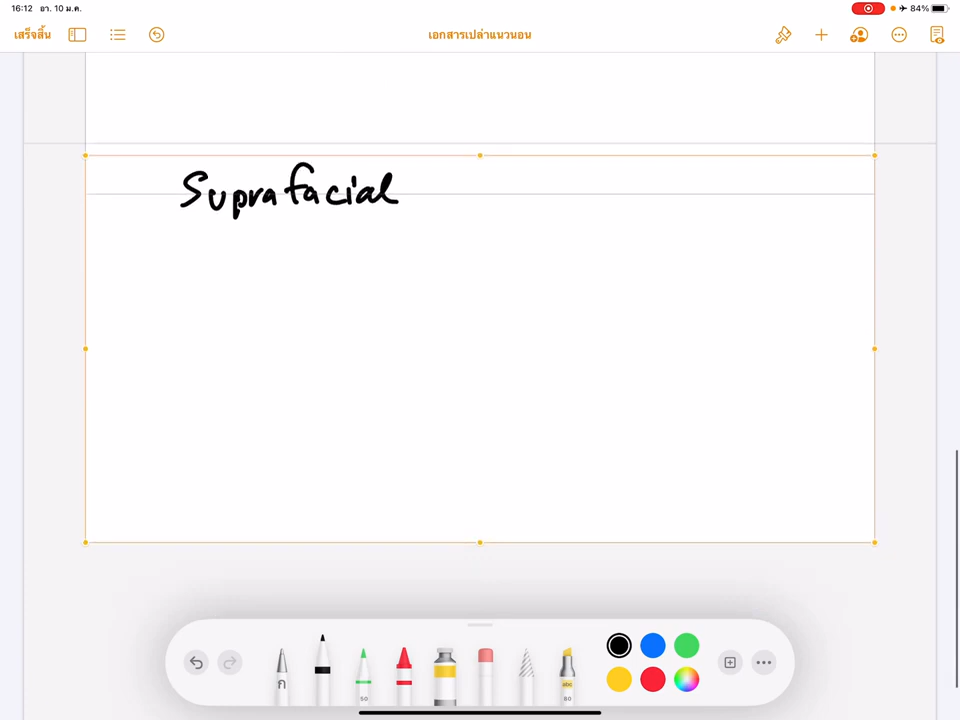 16:12 อา. 10 ม.ค. 84%
เสร็จสิ้น เอกสารเปล่าแนวนอน
Suprafacial
ก 50 abc 80